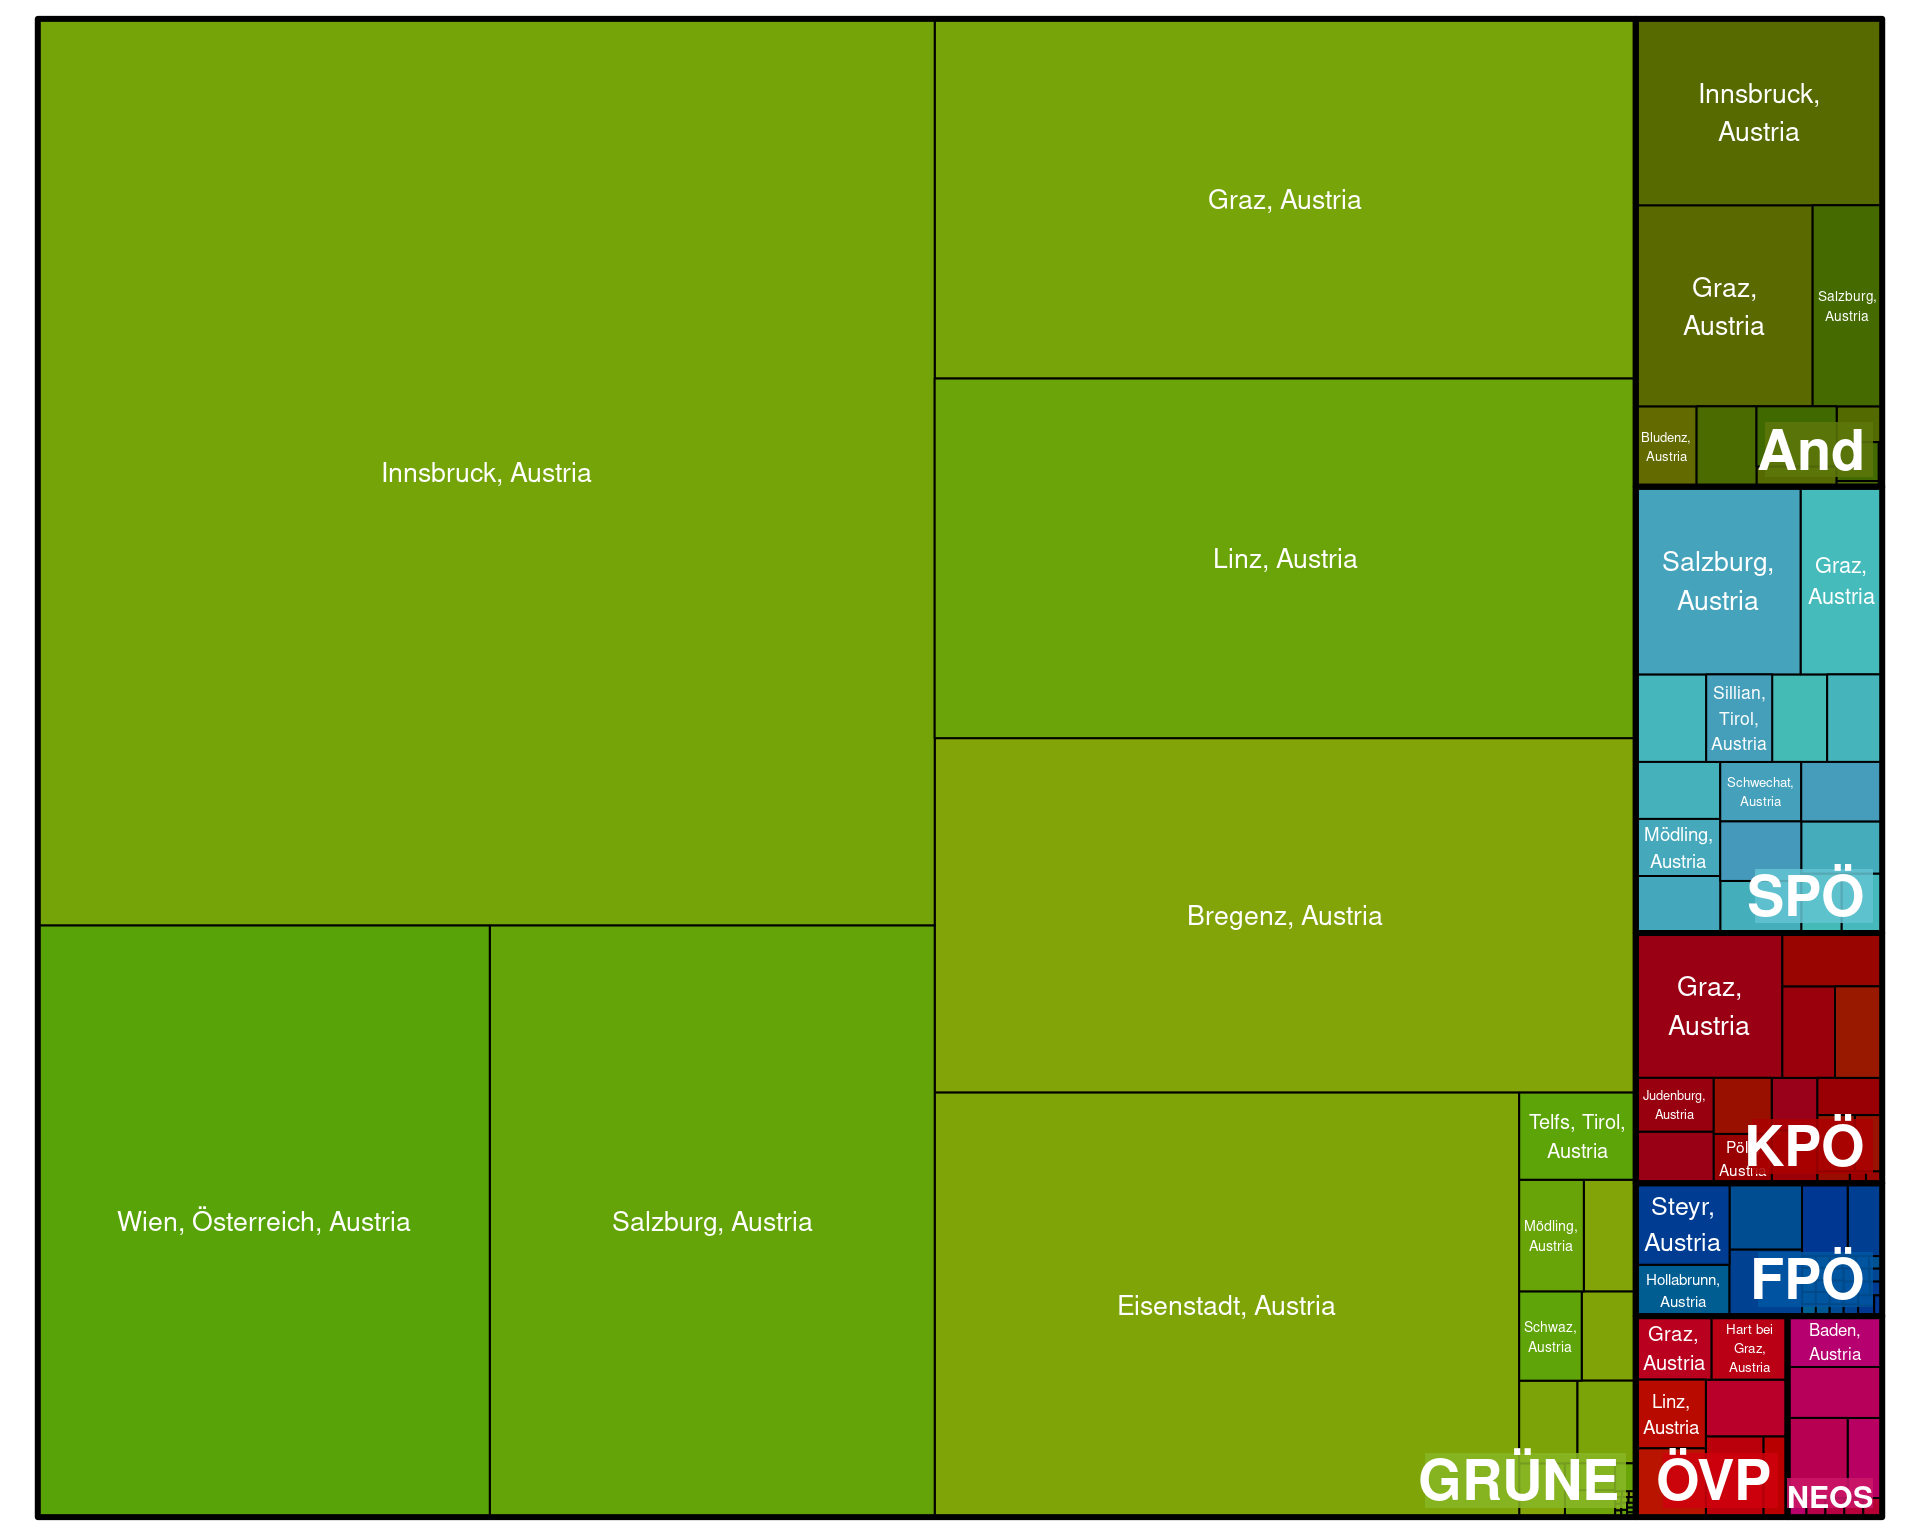 Innsbruck, Austria
Graz, Austria
Linz, Austria
Bregenz, Austria
Wien, Österreich, Austria
Salzburg, Austria
Eisenstadt, Austria
Telfs, Tirol,
Austria
Mödling,
Austria
Schwaz,
Austria
GRÜNE
Innsbruck,
Austria
Graz,
Austria
Salzburg,
Austria
Bludenz,
Austria
And
Salzburg,
Austria
Graz,
Austria
Sillian,
Tirol,
Austria
Schwechat,
Austria
Mödling,
Austria
SPÖ
Graz,
Austria
Judenburg,
Austria
Austria
KPÖ
Steyr,
Austria
Hollabrunn,
Austria
FPÖ
Graz,
Austria
Hart bei
Graz,
Austria
Linz,
Austria
ÖVP
Baden,
Austria
NEOS